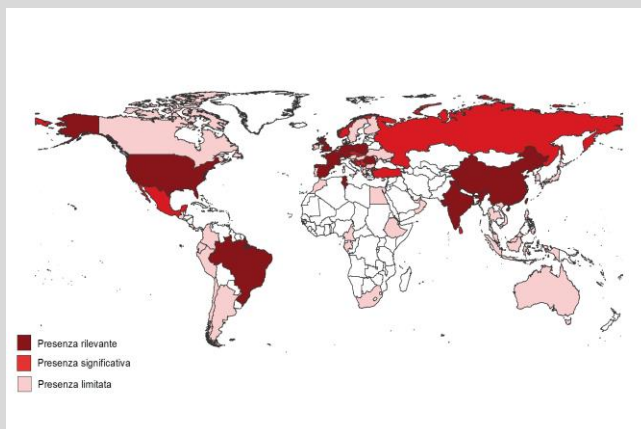 Presenza rilevante
Presenza significativa
Presenza limitata